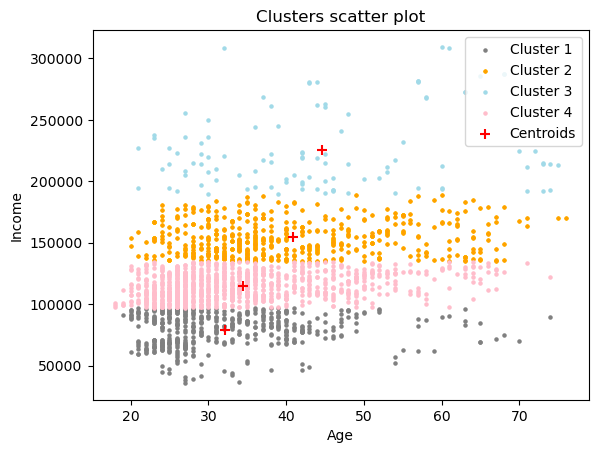 Clusters scatter plot
300000
250000
200000
150000
100000
50000
Income
20 30 40 50 60 70
Age
Cluster 1
Cluster 2
Cluster 3
Cluster 4
Centroids